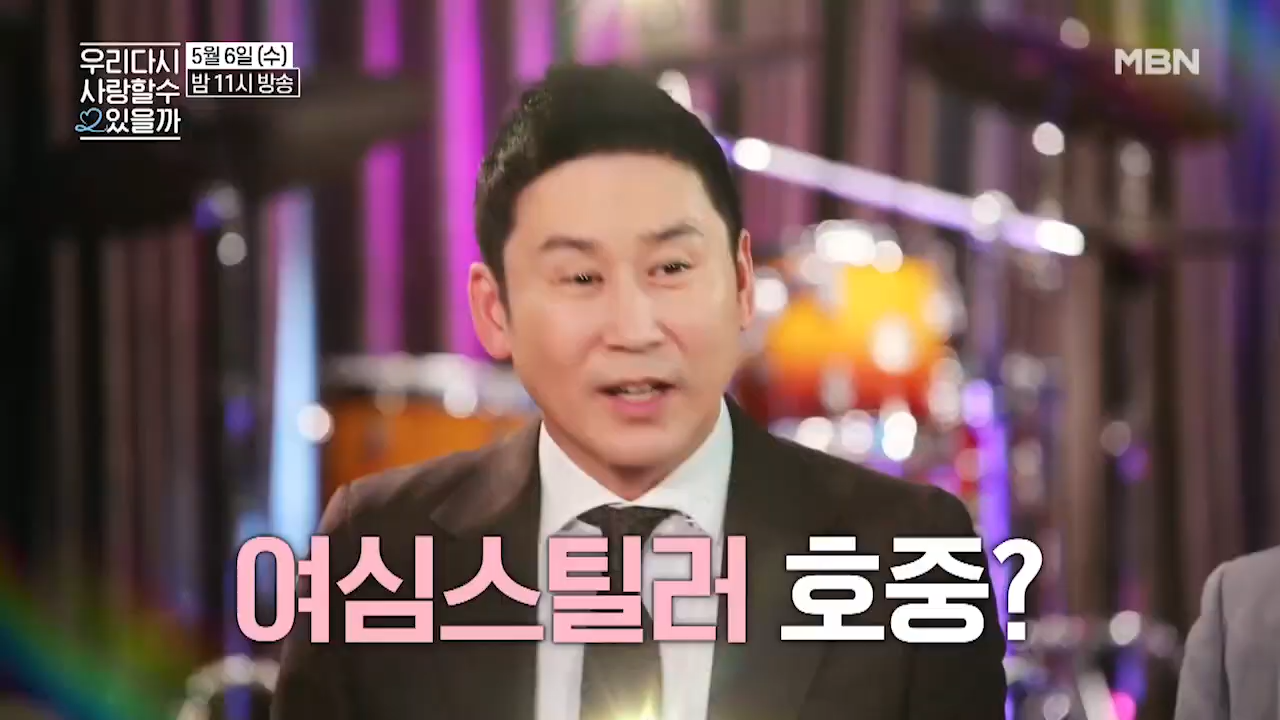 우리다시
사랑할수
있을까
5월 6일 (수)
밤 11시 방송
MBN
여심스틸러 호중?